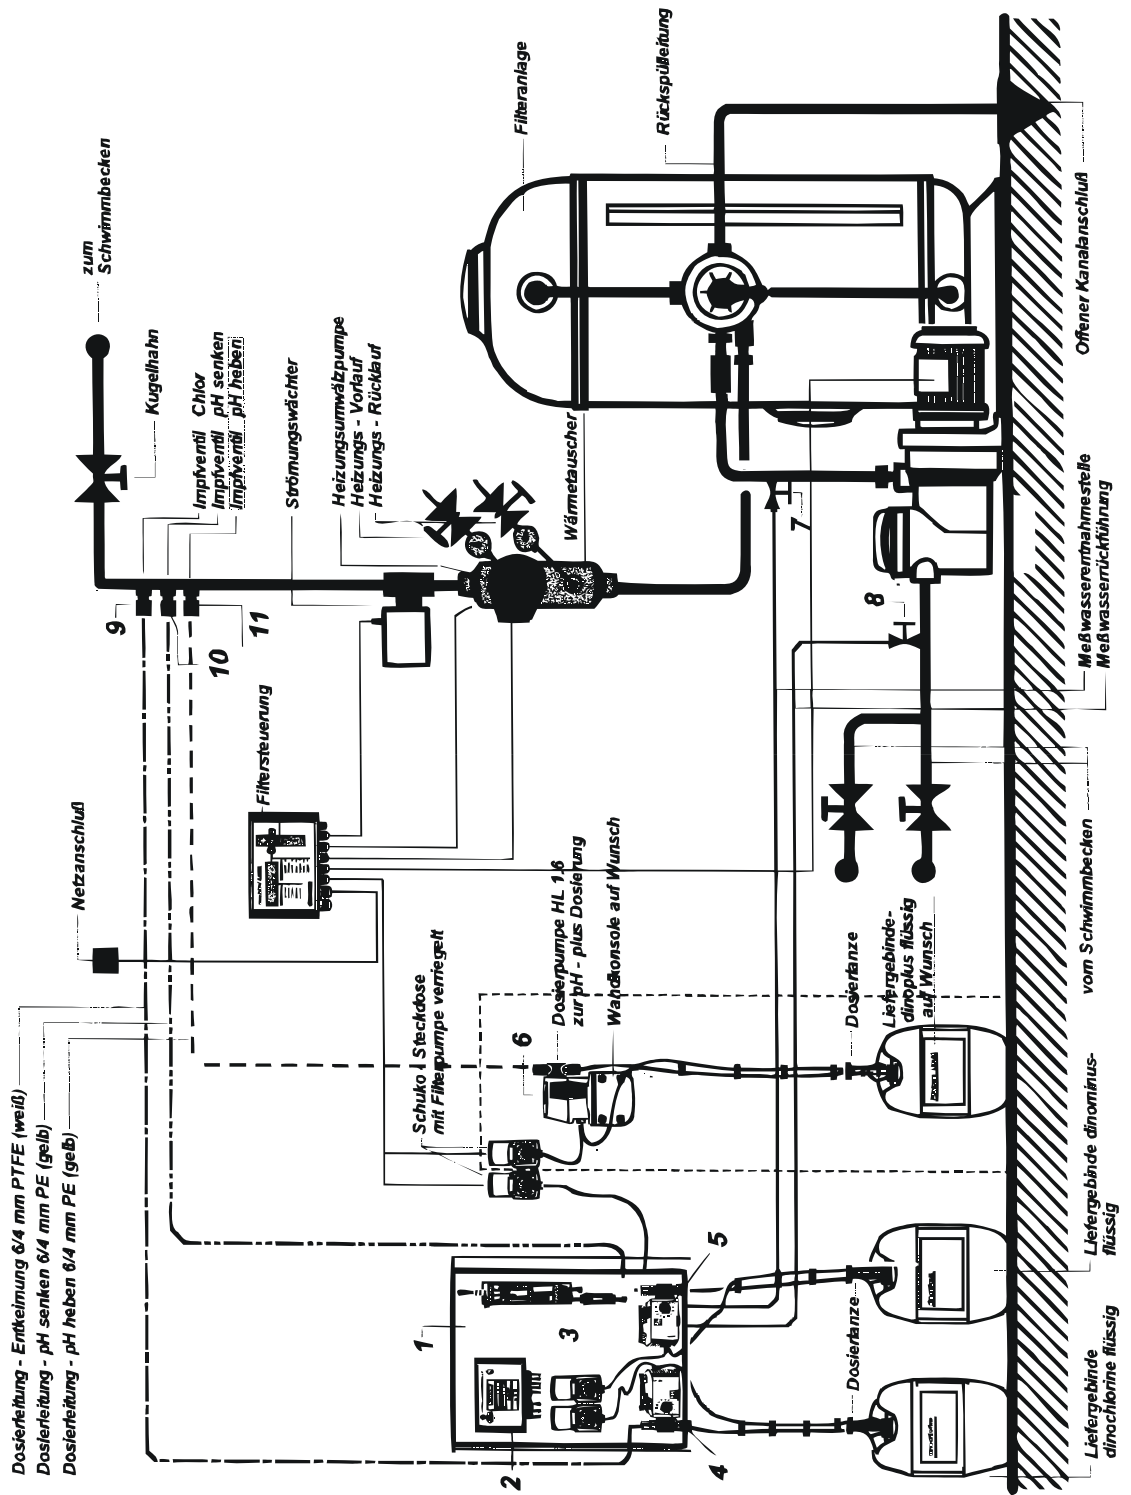 Dosierleitung - Entkeimung 6/4 mm PTFE (weiß)
Dosierleitung - pH senken 6/4 mm PE (gelb)
Dosierleitung - pH heben 6/4 mm PE (gelb)
Netzanschluß
zum
Schwimmbecken
Kugelhahn
Impfventil Chlor
Impfventil pH senken
Impfventil pH heben
9
10
11
Strömungswächter
Filtersteuerung
Heizungsumwälzpumpe
Heizungs - Vorlauf
Heizungs - Rücklauf
Wärmetauscher
Filteranlage
Rückspülleitung
Schuko - Steckdose
mit Filterpumpe verriegelt
6
Dosierpumpe HL 1.6
zur pH - plus Dosierung
Wandkonsole auf Wunsch
1
2
3
4
5
7
8
Dosierlanze
Dosierlanze
Liefergebinde-
dinoplus flüssig
auf Wunsch
Offener Kanalanschluß
Meßwasserentnahmestelle
Meßwasserrückführung
vom Schwimmbecken
Liefergebinde dinominus-
flüssig
Liefergebinde
dinachlorine flüssig